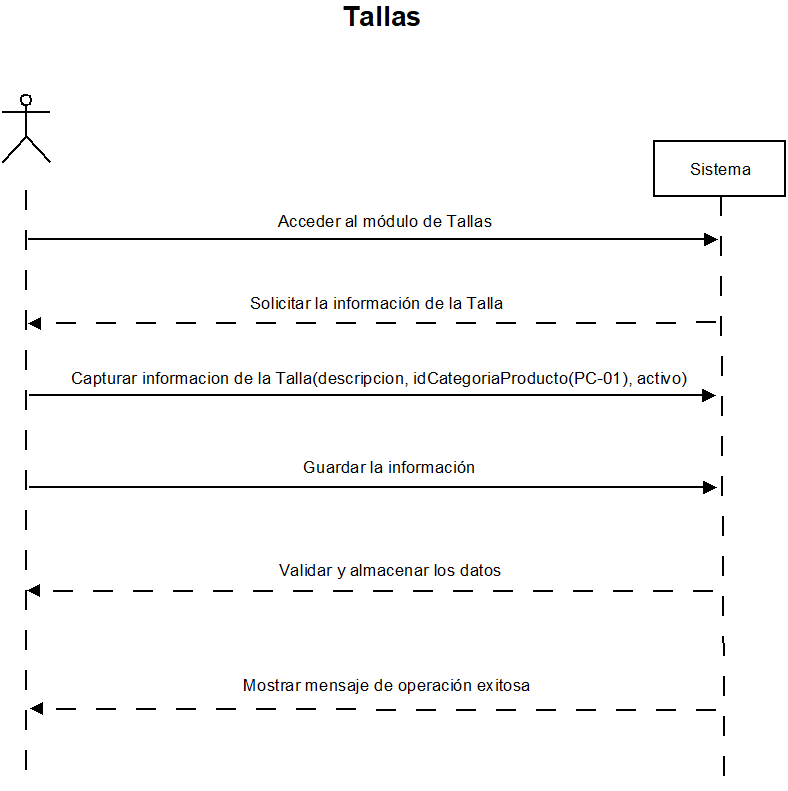 Tallas
Sistema
Acceder al módulo de Tallas
Solicitar la información de la Talla
Capturar informacion de la Talla(descripcion, idCategoriaProducto(PC-01), activo)
Guardar la información
Validar y almacenar los datos
Mostrar mensaje de operación exitosa